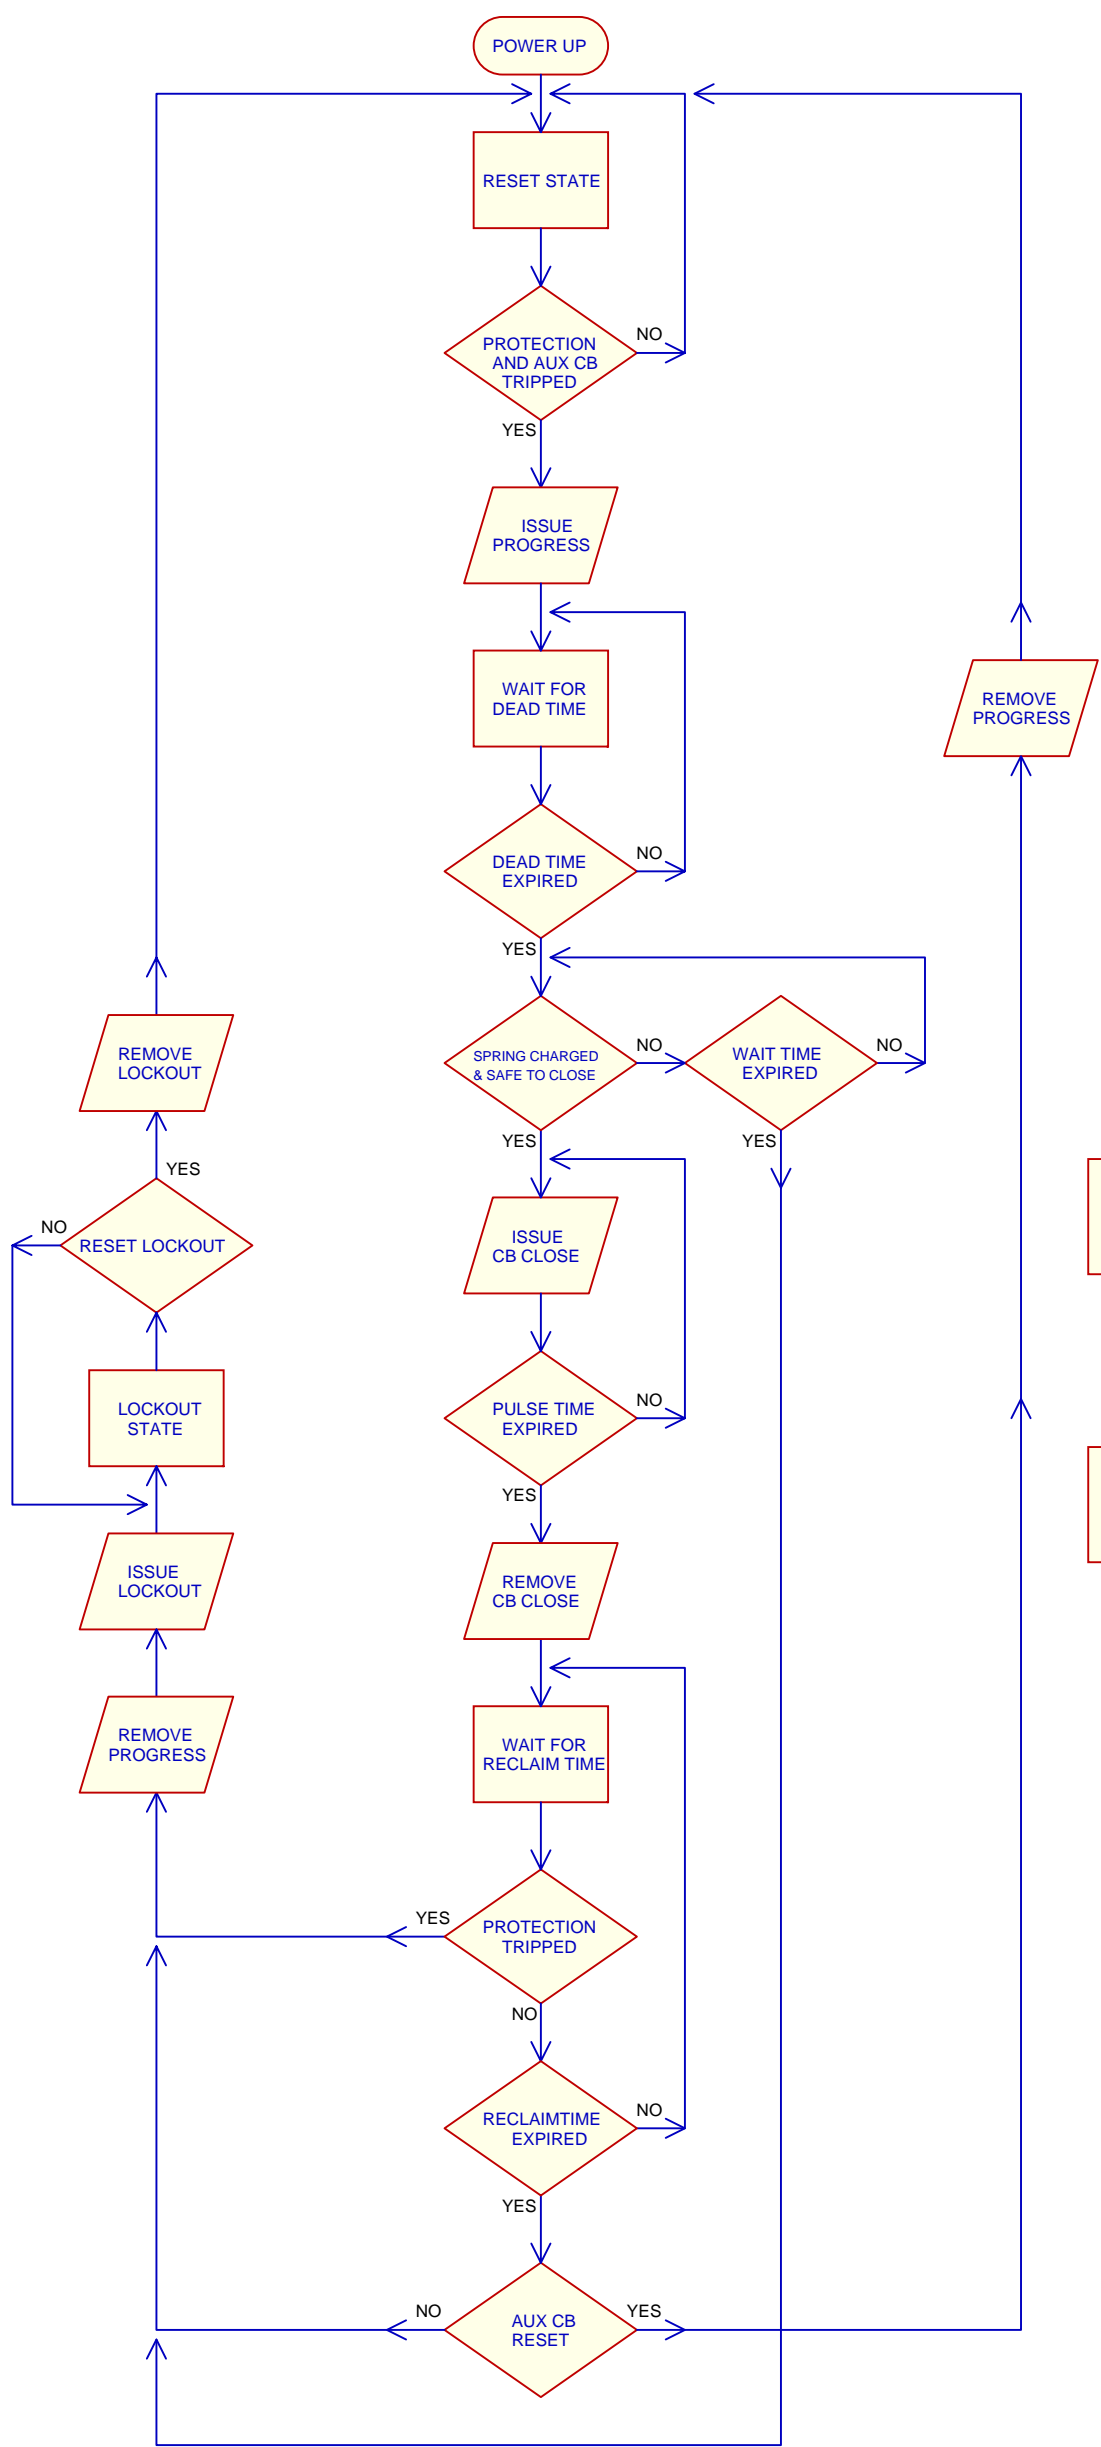 POWER UP
RESET STATE
PROTECTION
AND AUX CB
TRIPPED
NO
YES
ISSUE
PROGRESS
WAIT FOR
DEAD TIME
REMOVE
PROGRESS
DEAD TIME
EXPIRED
NO
YES
SPRING CHARGED
& SAFE TO CLOSE
NO
WAIT TIME
EXPIRED
NO
YES
YES
REMOVE
LOCKOUT
YES
NO
RESET LOCKOUT
ISSUE
CB CLOSE
LOCKOUT
STATE
PULSE TIME
EXPIRED
NO
YES
ISSUE
LOCKOUT
REMOVE
CB CLOSE
REMOVE
PROGRESS
WAIT FOR
RECLAIM TIME
YES
PROTECTION
TRIPPED
NO
RECLAIMTIME
EXPIRED
NO
YES
NO
AUX CB
RESET
YES